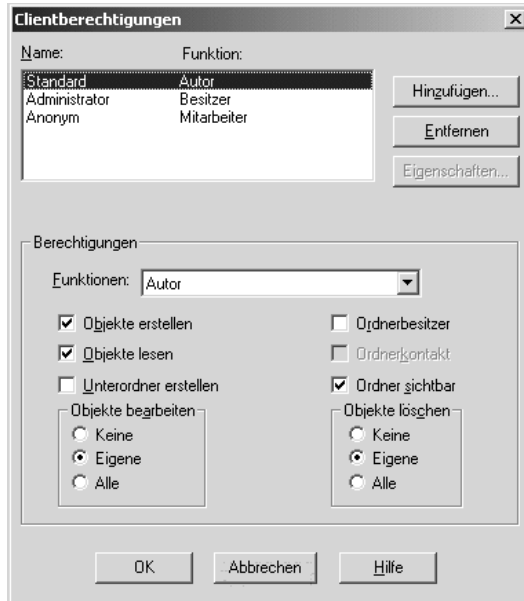 Clientberechtigungen
Name: Funktion:
Standard Autor
Administrator Besitzer
Anonym Mitarbeiter
Hinzufügen...
Entfernen
Eigenschaften...
Berechtigungen
Funktionen: Autor
Objekte erstellen Ordnerbesitzer
Objekte lesen Ordnerkontakt
Unterordner erstellen Ordner sichtbar
Objekte bearbeiten Objekte löschen
Keine Keine
Eigene Eigene
Alle Alle
OK Abbrechen Hilfe